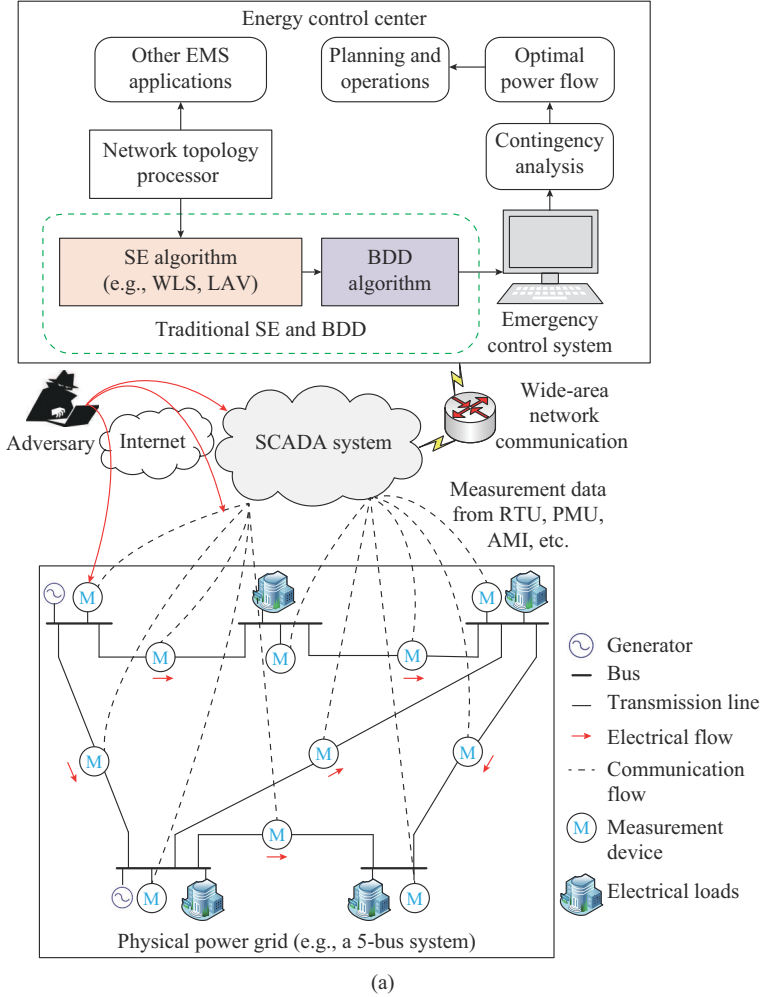 Energy control center
Other EMS
applications
Planning and
operations
Optimal
power flow
Network topology
processor
Contingency
analysis
SE algorithm
(e.g., WLS, LAV)
BDD
algorithm
Traditional SE and BDD
Emergency
control system
Adversary
Internet
SCADA system
Wide-area
network
communication
Measurement data
from RTU, PMU,
AMI, etc.
M
M
M
M
M
M
M
M
M
M
M
Generator
Bus
Transmission line
Electrical flow
Communication
flow
M
Measurement
device
Electrical loads
Physical power grid (e.g., a 5-bus system)
(a)